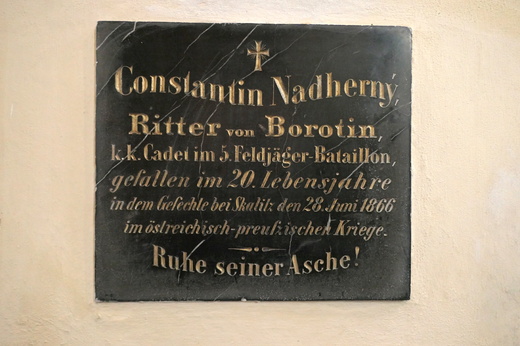 Constantin Nadherný,
Ritter von Borotin,
k.k. Cadet im 5. Feldjäger-Bataillon,
gefallen im 20. Lebensjahre
in dem Gefechte bei Skalitz den 28. Juni 1866
im östreichisch-preußischen Kriege.
Ruhe seiner Asche!